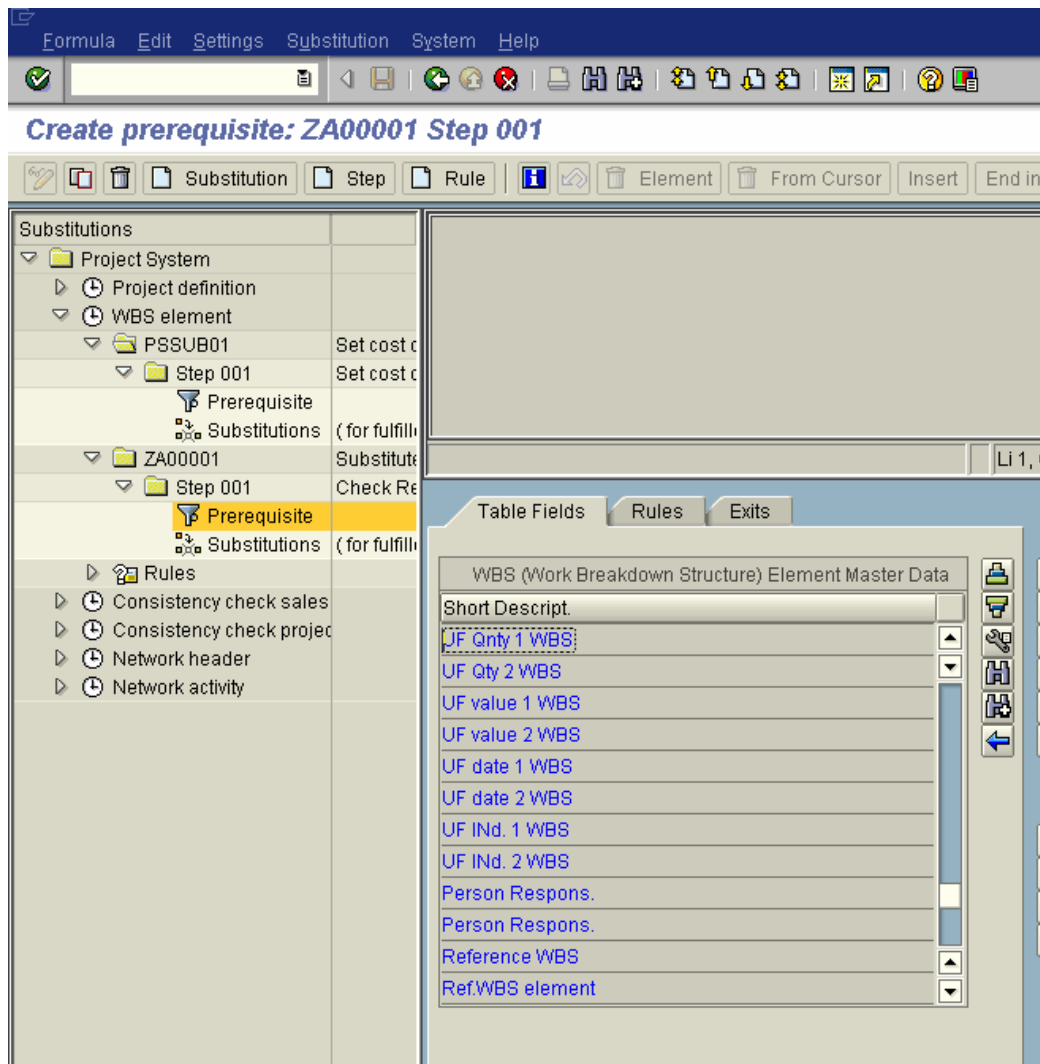 Formula Edit Settings Substitution System Help
Create prerequisite: ZA00001 Step 001
Substitution Step Rule Element From Cursor Insert End in
Substitutions
Project System
Project definition
WBS element
PSSUB01 Set cost c
Step 001 Set cost c
Prerequisite
Substitutions ( for fulfill
ZA00001 Substitute
Step 001 Check Re
Prerequisite
Substitutions ( for fulfill
Rules
Consistency check sales
Consistency check projec
Network header
Network activity
Li 1,
Table Fields Rules Exits
WBS (Work Breakdown Structure) Element Master Data
Short Descript.
UF Qnty 1 WBS
UF Qty 2 WBS
UF value 1 WBS
UF value 2 WBS
UF date 1 WBS
UF date 2 WBS
UF INd. 1 WBS
UF INd. 2 WBS
Person Respons.
Person Respons.
Reference WBS
Ref.WBS element